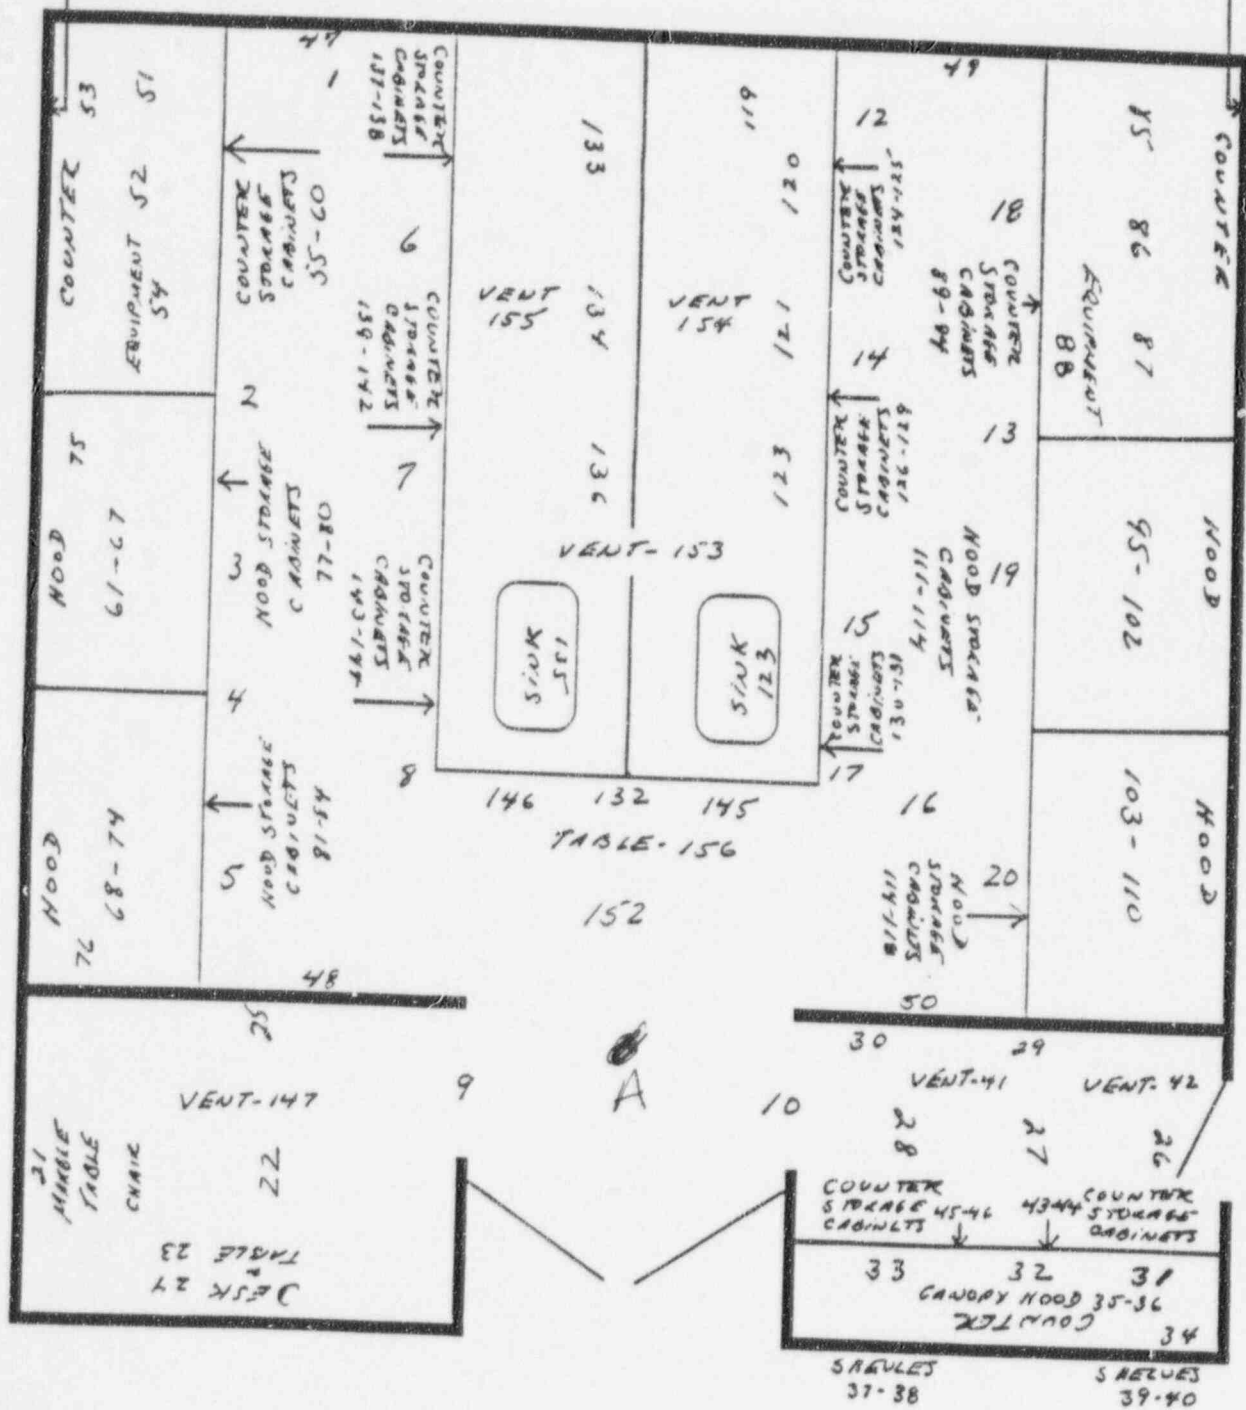 47
1
53
51
COUNTER
EQUIPMENT 52
54
COUNTER
STORAGE
CABINETS
55-60
2
HOOD
75
61-67
3
HOOD STORAGE
CABINETS
77-80
4
HOOD
68-74
76
5
HOOD STORAGE
CABINETS
81-84
48
COUNTER
STORAGE
CABINETS
137-138
6
COUNTER
STORAGE
CABINETS
139-142
7
COUNTER
STORAGE
CABINETS
143-144
8
133
VENT
155
134
136
119
120
VENT
154
121
123
VENT-153
SINK
SINK
123
146
132
145
TABLE-156
152
12
COUNTER
STORAGE
CABINETS
124-125
14
COUNTER
STORAGE
CABINETS
126-129
15
COUNTER
STORAGE
CABINETS
130-131
17
49
18
COUNTER
STORAGE
CABINETS
89-94
13
19
HOOD STORAGE
CABINETS
111-114
16
20
HOOD
STORAGE
CABINETS
114-118
50
COUNTER
85 86 87
EQUIPMENT
88
HOOD
95-102
HOOD
103-110
25
VENT-147
9
A
10
21
MARBLE
TABLE
CHAIR
22
DESK 24
TABLE 23
30
29
VENT-41
VENT-42
28
27
26
COUNTER
STORAGE
CABINETS
45-46
43-44
COUNTER
STORAGE
CABINETS
33
32
31
CANOPY HOOD 35-36
COUNTER
34
SHEVLES
37-38
SHELVES
39-40